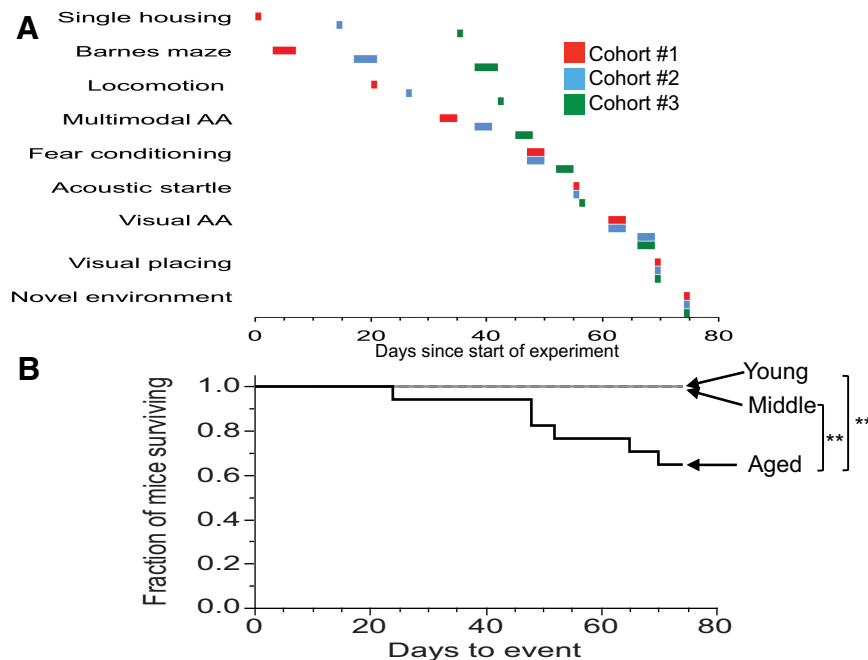 A
Single housing
Barnes maze
Locomotion
Multimodal AA
Fear conditioning
Acoustic startle
Visual AA
Visual placing
Novel environment
Cohort #1
Cohort #2
Cohort #3
0 20 40 60 80
Days since start of experiment
B
Fraction of mice surviving
1.0
0.8
0.6
0.4
0.2
0.0
0 20 40 60 80
Days to event
Young
Middle
Aged
**
**